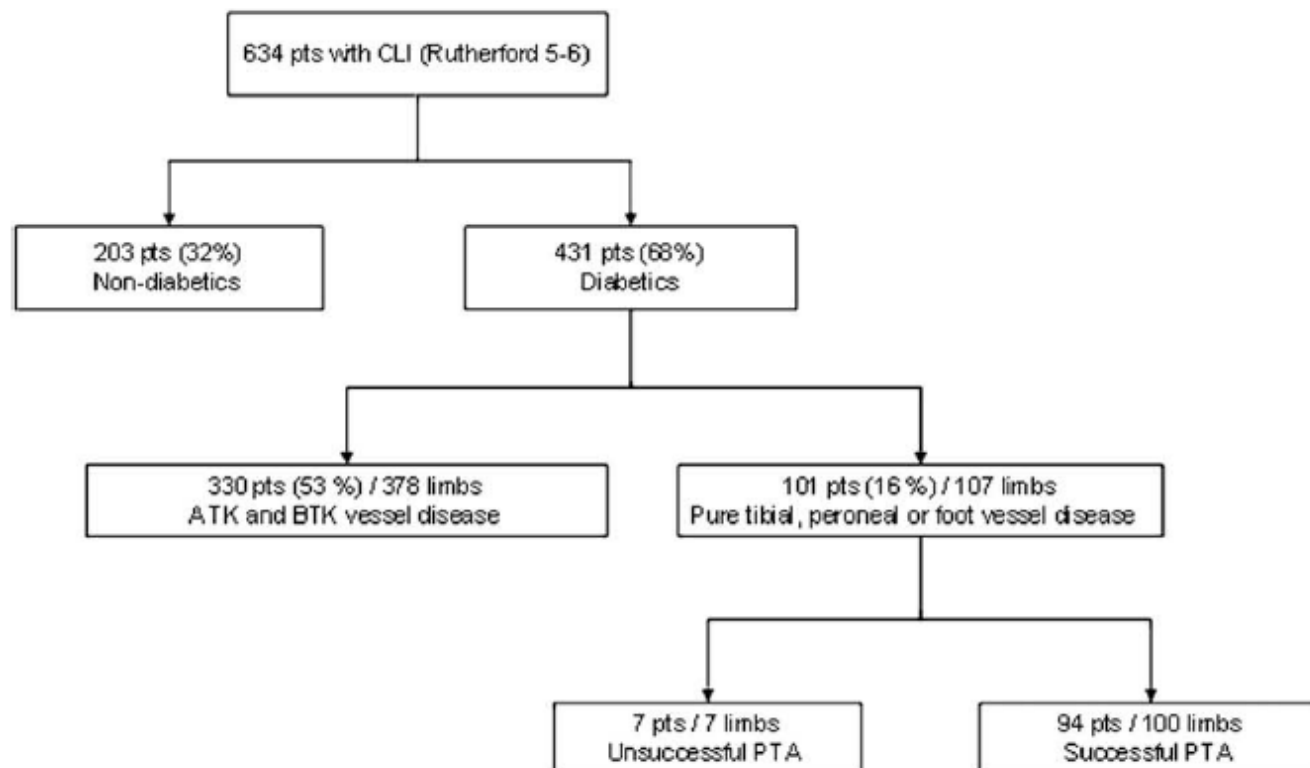 634 pts with CLI (Rutherford 5-6)
203 pts (32%)
Non-diabetics
431 pts (68%)
Diabetics
330 pts (53 %) / 378 limbs
ATK and BTK vessel disease
101 pts (16 %) / 107 limbs
Pure tibial, peroneal or foot vessel disease
7 pts / 7 limbs
Unsuccessful PTA
94 pts / 100 limbs
Successful PTA